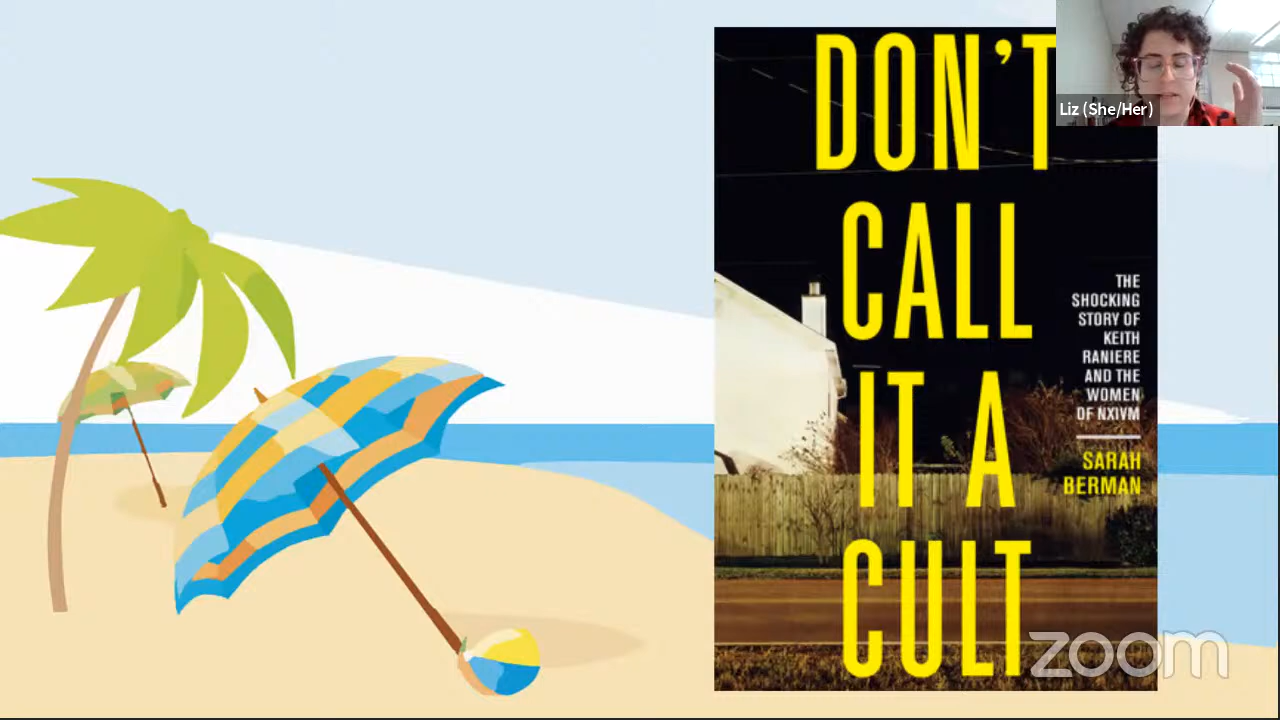 DON'T
CALL
IT A
CULT
THE
SHOCKING
STORY OF
KEITH
RANIERE
AND THE
WOMEN
OF NXIVM
SARAH
BERMAN
Liz (She/Her)
zoom